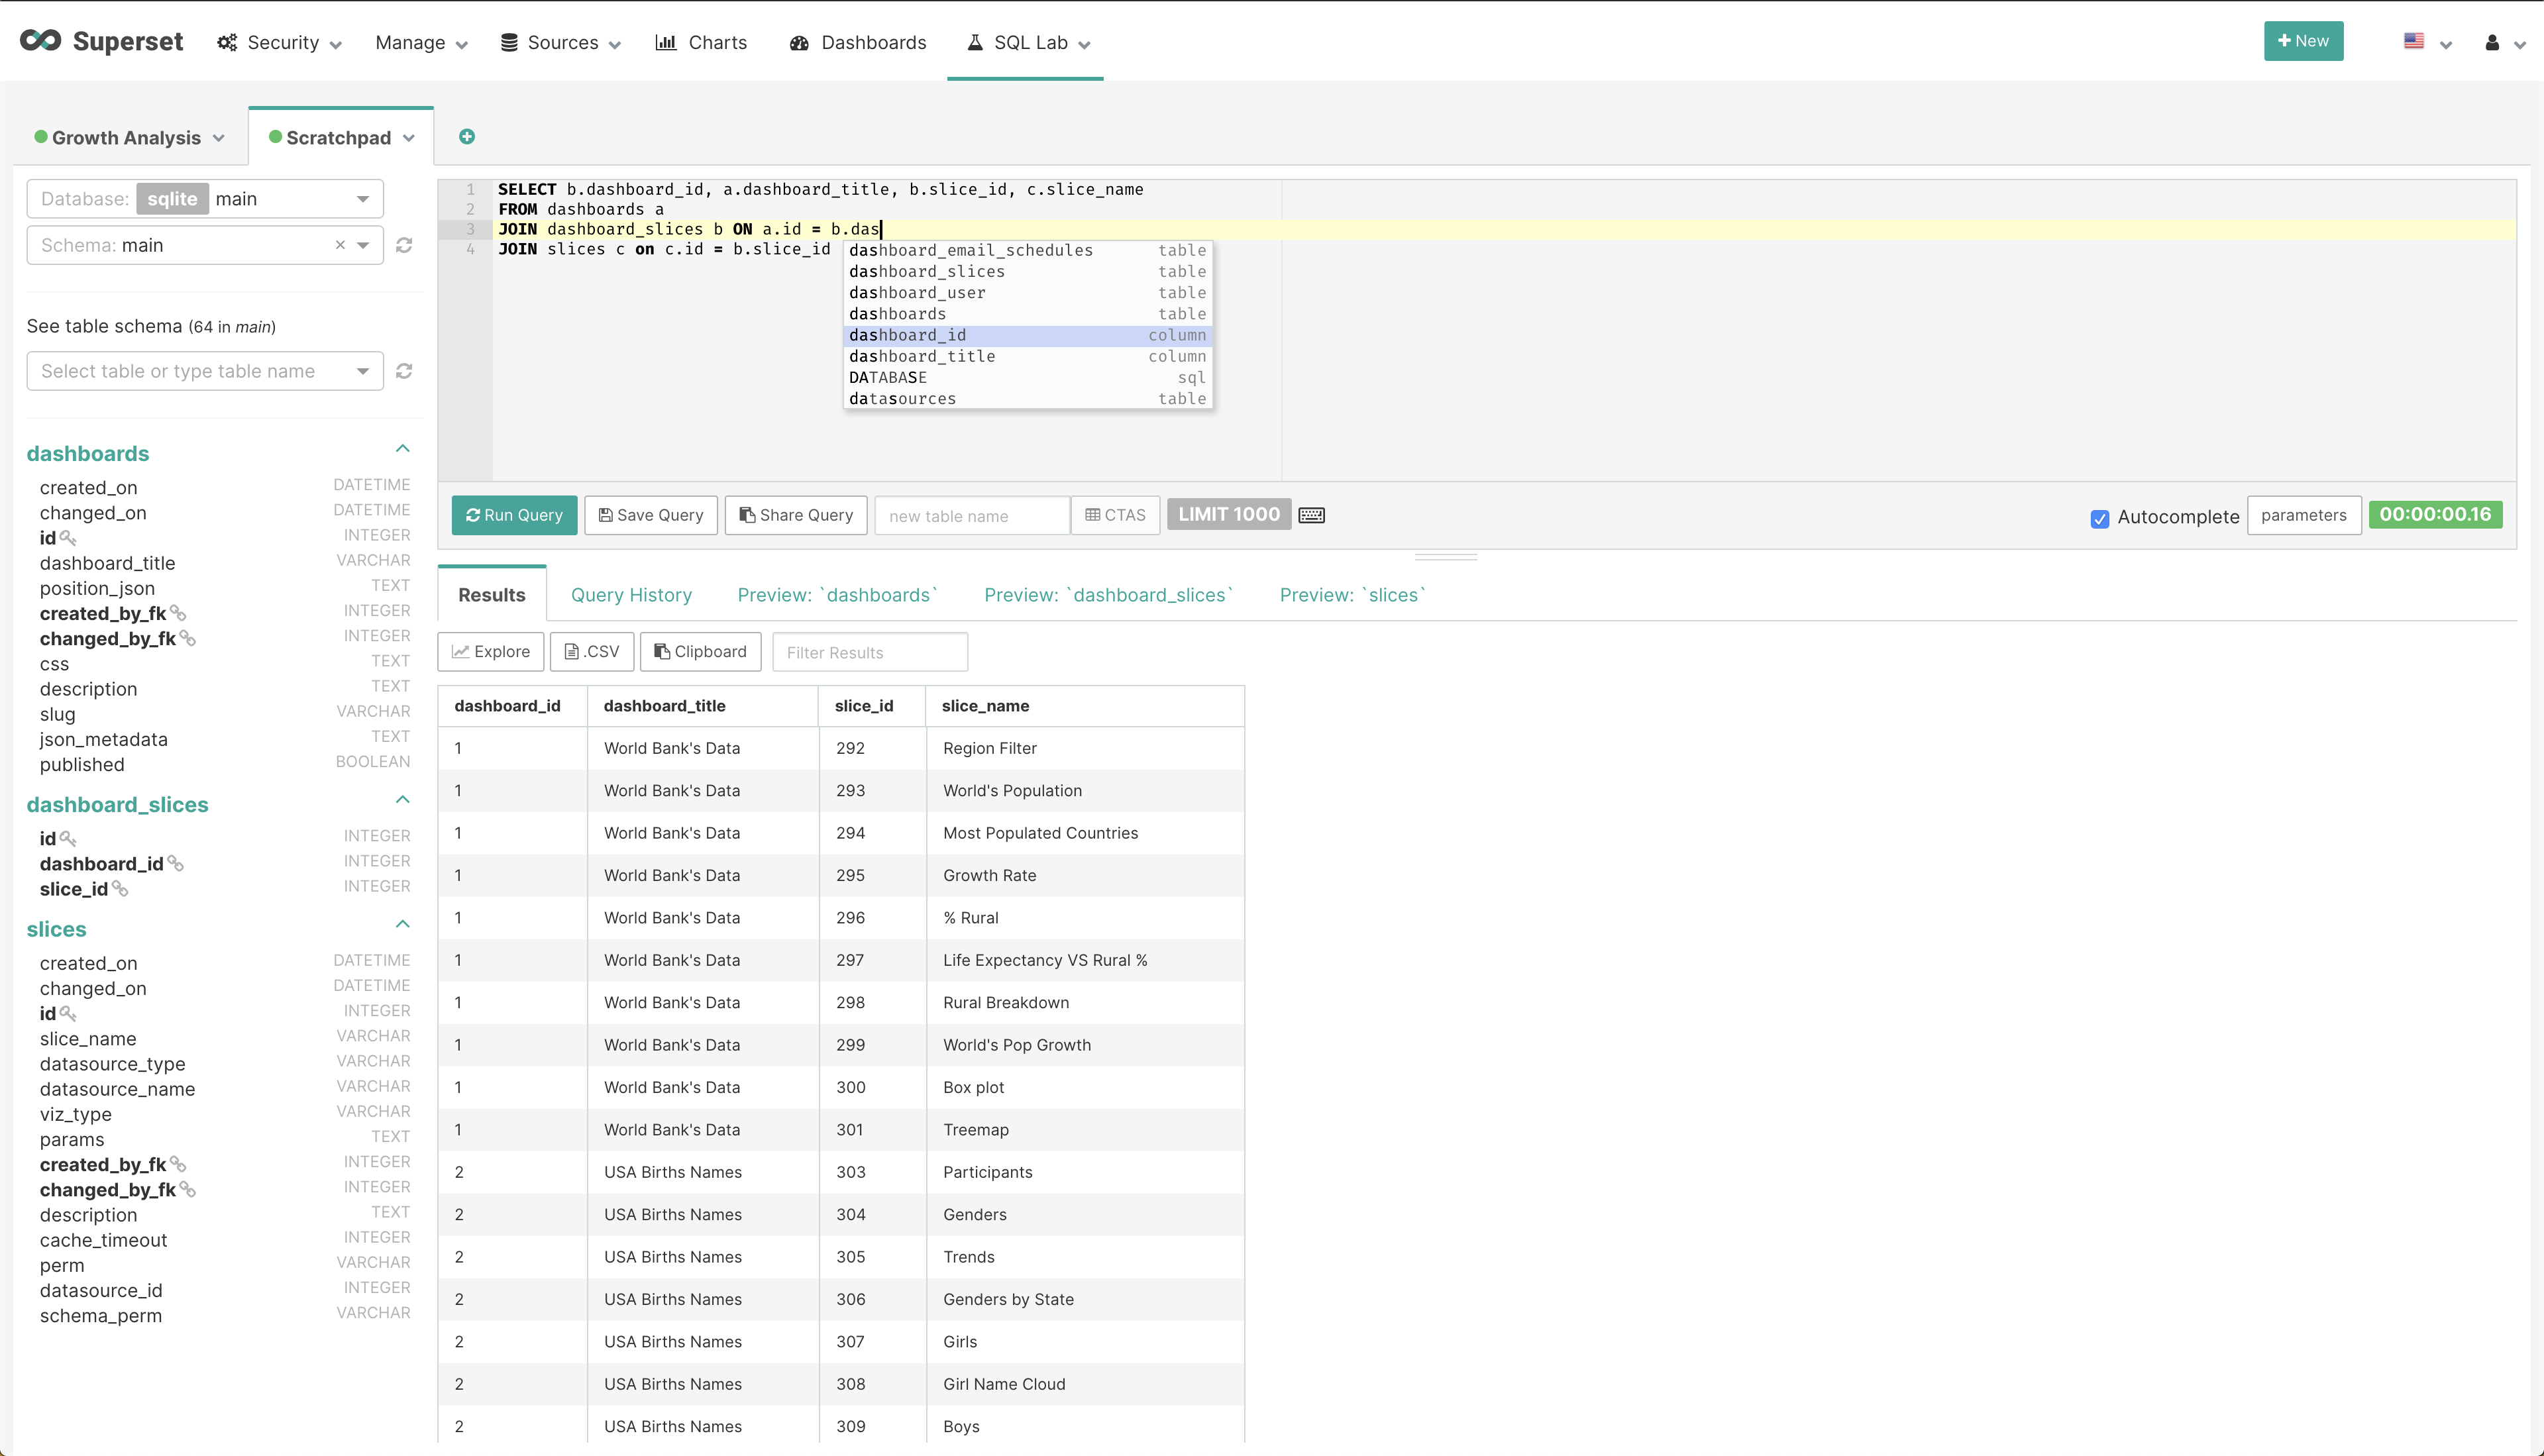 Superset Security Manage Sources Charts Dashboards SQL Lab New
Growth Analysis Scratchpad
Database: sqlite main
Schema: main ×
See table schema (64 in main)
Select table or type table name
dashboards
created_on DATETIME
changed_on DATETIME
id INTEGER
dashboard_title VARCHAR
position_json TEXT
created_by_fk INTEGER
changed_by_fk INTEGER
css TEXT
description TEXT
slug VARCHAR
json_metadata TEXT
published BOOLEAN
dashboard_slices
id INTEGER
dashboard_id INTEGER
slice_id INTEGER
slices
created_on DATETIME
changed_on DATETIME
id INTEGER
slice_name VARCHAR
datasource_type VARCHAR
datasource_name VARCHAR
viz_type VARCHAR
params TEXT
created_by_fk INTEGER
changed_by_fk INTEGER
description TEXT
cache_timeout INTEGER
perm VARCHAR
datasource_id INTEGER
schema_perm VARCHAR
1 SELECT b.dashboard_id, a.dashboard_title, b.slice_id, c.slice_name
2 FROM dashboards a
3 JOIN dashboard_slices b ON a.id = b.das
4 JOIN slices c on c.id = b.slice_id
dashboard_email_schedules table
dashboard_slices table
dashboard_user table
dashboards table
dashboard_id column
dashboard_title column
DATABASE sql
datasources table
Run Query Save Query Share Query new table name CTAS LIMIT 1000 Autocomplete parameters 00:00:00.16
Results Query History Preview: `dashboards` Preview: `dashboard_slices` Preview: `slices`
Explore .CSV Clipboard Filter Results
dashboard_id dashboard_title slice_id slice_name
1 World Bank's Data 292 Region Filter
1 World Bank's Data 293 World's Population
1 World Bank's Data 294 Most Populated Countries
1 World Bank's Data 295 Growth Rate
1 World Bank's Data 296 % Rural
1 World Bank's Data 297 Life Expectancy VS Rural %
1 World Bank's Data 298 Rural Breakdown
1 World Bank's Data 299 World's Pop Growth
1 World Bank's Data 300 Box plot
1 World Bank's Data 301 Treemap
2 USA Births Names 303 Participants
2 USA Births Names 304 Genders
2 USA Births Names 305 Trends
2 USA Births Names 306 Genders by State
2 USA Births Names 307 Girls
2 USA Births Names 308 Girl Name Cloud
2 USA Births Names 309 Boys